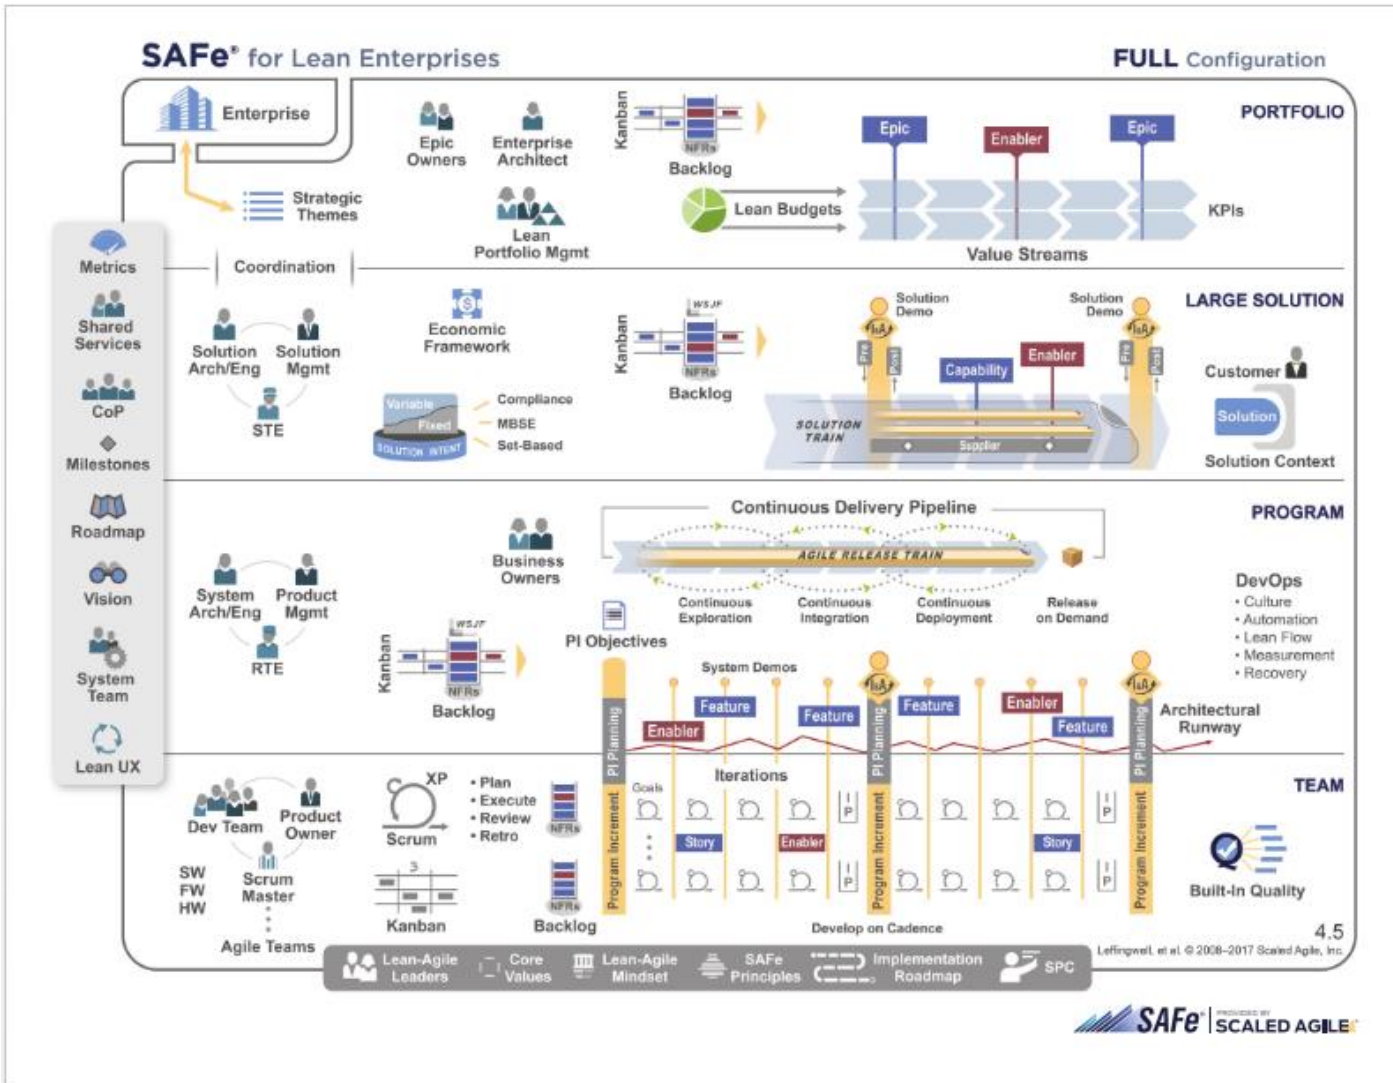 SAFe® for Lean Enterprises
FULL Configuration
Enterprise
Strategic
Themes
Epic
Owners
Enterprise
Architect
Lean
Portfolio Mgmt
Kanban
NFRs
Backlog
Lean Budgets
Epic
Enabler
Epic
KPIs
Value Streams
PORTFOLIO
Metrics
Shared
Services
CoP
Milestones
Roadmap
Vision
System
Team
Lean UX
Coordination
Solution
Arch/Eng
Solution
Mgmt
STE
Economic
Framework
Variable
Fixed
SOLUTION INTENT
Compliance
MBSE
Set-Based
Kanban
WSJF
NFRs
Backlog
Solution
Demo
Solution
Demo
I&A
I&A
Pre
Post
Pre
Post
Capability
Enabler
SOLUTION
TRAIN
Supplier
LARGE SOLUTION
Customer
Solution
Solution Context
System
Arch/Eng
Product
Mgmt
RTE
Business
Owners
Kanban
WSJF
NFRs
Backlog
Continuous Delivery Pipeline
AGILE RELEASE TRAIN
Continuous
Exploration
Continuous
Integration
Continuous
Deployment
Release
on Demand
PROGRAM
DevOps
• Culture
• Automation
• Lean Flow
• Measurement
• Recovery
PI Objectives
System Demos
I&A
I&A
Enabler
Feature
Feature
Feature
Enabler
Feature
Architectural
Runway
PI Planning
PI Planning
PI Planning
Dev Team
Product
Owner
Scrum
Master
SW
FW
HW
Agile Teams
XP
Scrum
• Plan
• Execute
• Review
• Retro
3
Kanban
NFRs
NFRs
Backlog
Program Increment
Goals
Iterations
Story
Enabler
I
P
I
P
Program Increment
Story
I
P
I
P
Program Increment
Develop on Cadence
TEAM
Built-In Quality
4.5
Leffingwell, et al. © 2008–2017 Scaled Agile, Inc.
Lean-Agile
Leaders
Core
Values
Lean-Agile
Mindset
SAFe
Principles
Implementation
Roadmap
SPC
SAFe®
PROVIDED BY
SCALED AGILE